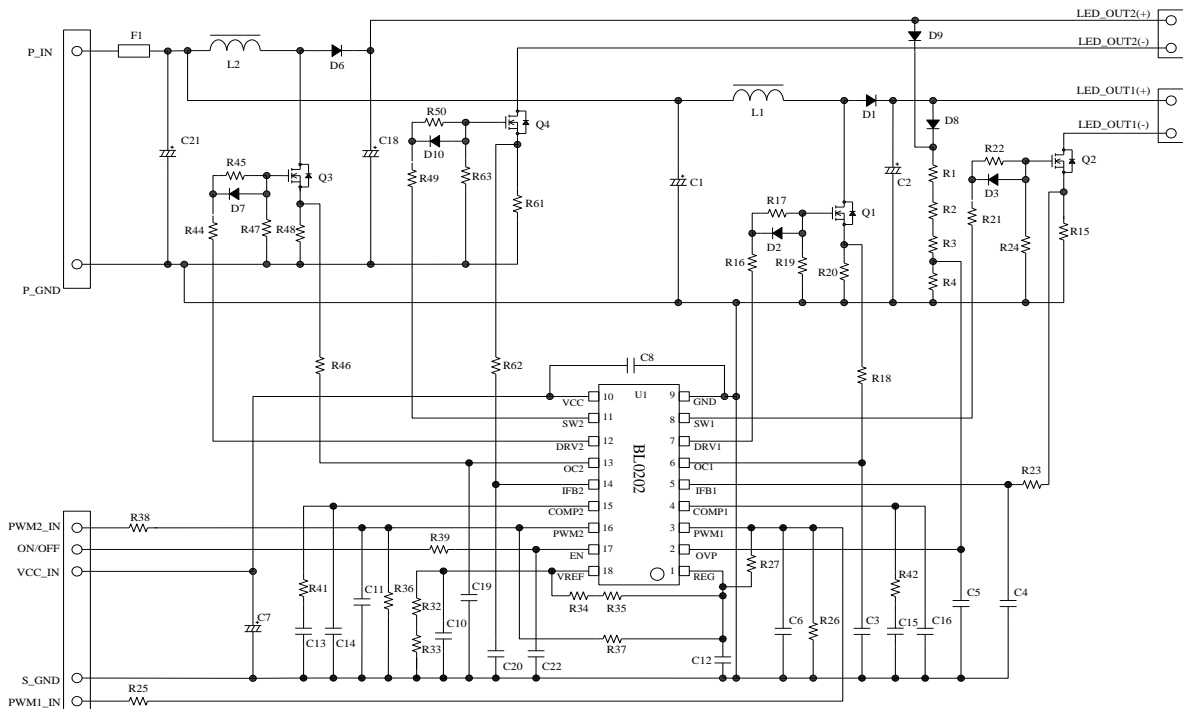 LED_OUT2(+)
F1
D9
P_IN
LED_OUT2(-)
L2
D6
LED_OUT1(+)
R50
L1
D1
Q4
D8
LED_OUT1(-)
C21
C18
D10
R22
Q2
R45
Q3
R49
R63
C1
C2
R1
D3
D7
R61
R17
Q1
R2
R21
R44
R47
R48
D2
R3
R24
R15
R16
R19
R20
R4
P_GND
C8
R46
R62
R18
U1
10
9
VCC
GND
11
8
SW2
SW1
12
7
DRV2
DRV1
BL0202
13
6
OC2
OC1
R23
14
5
IFB2
IFB1
15
4
COMP2
COMP1
PWM2_IN
R38
16
3
PWM2
PWM1
ON/OFF
R39
17
2
EN
OVP
VCC_IN
18
1
VREF
REG
R27
R41
C11
R36
R32
C19
R34
R35
R42
C5
C4
C7
C10
C13
C14
R33
C20
C22
R37
C12
C6
R26
C3
C15
C16
S_GND
R25
PWM1_IN